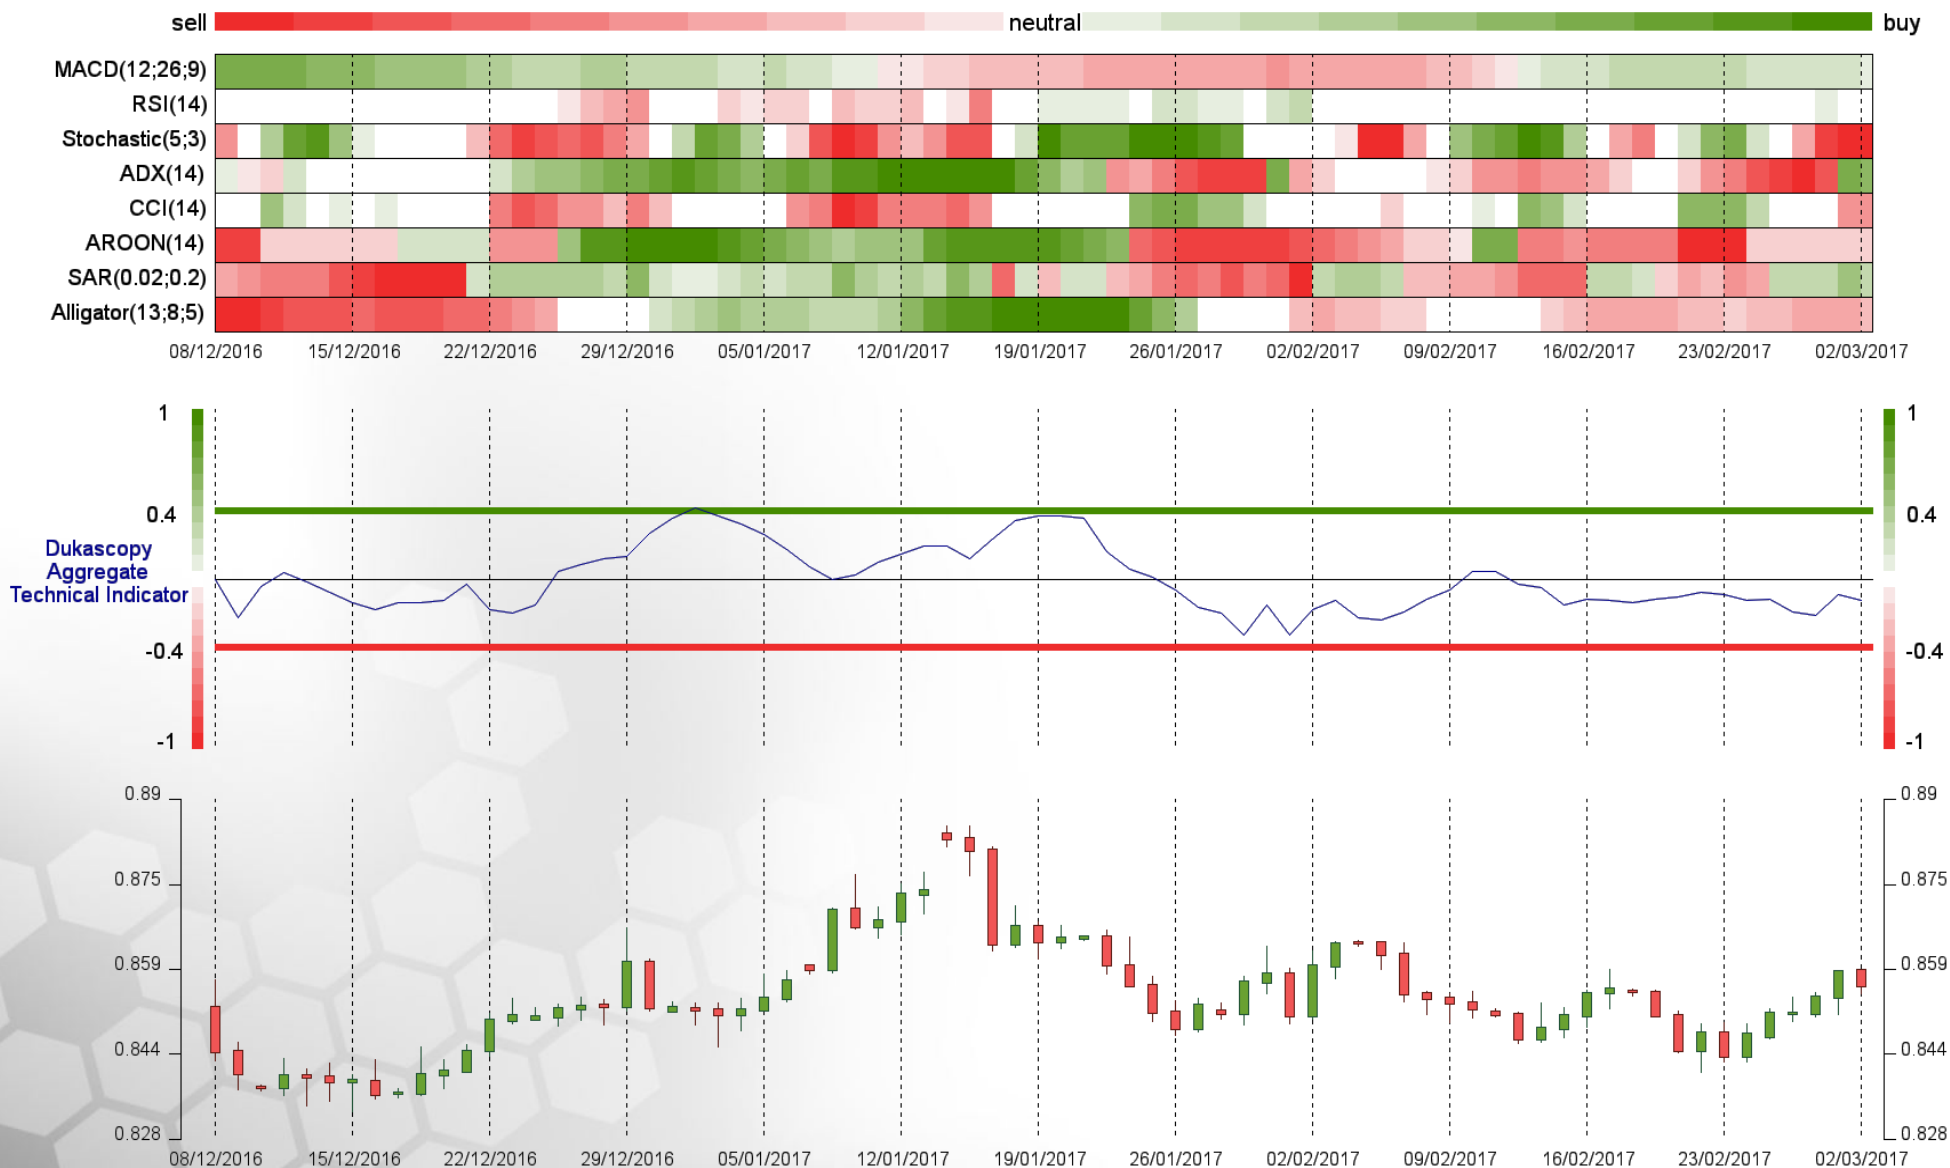 sell neutral buy
MACD(12;26;9)
RSI(14)
Stochastic(5;3)
ADX(14)
CCI(14)
AROON(14)
SAR(0.02;0.2)
Alligator(13;8;5)
08/12/2016 15/12/2016 22/12/2016 29/12/2016 05/01/2017 12/01/2017 19/01/2017 26/01/2017 02/02/2017 09/02/2017 16/02/2017 23/02/2017 02/03/2017
1 1
0.4 0.4
Dukascopy
Aggregate
Technical Indicator
-0.4 -0.4
-1 -1
0.89 0.89
0.875 0.875
0.859 0.859
0.844 0.844
0.828 0.828
08/12/2016 15/12/2016 22/12/2016 29/12/2016 05/01/2017 12/01/2017 19/01/2017 26/01/2017 02/02/2017 09/02/2017 16/02/2017 23/02/2017 02/03/2017